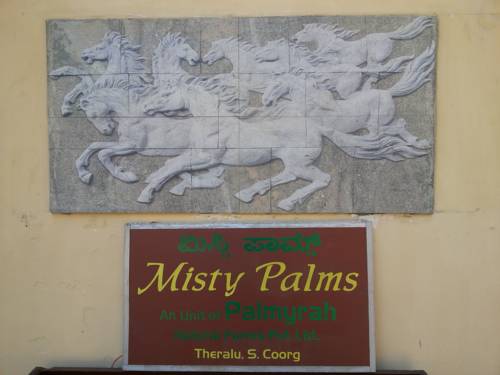 ಮಿಸ್ಟಿ ಪಾಮ್ಸ್
Misty Palms
An Unit of Palmyrah
Pvt. Ltd.
Theralu, S. Coorg